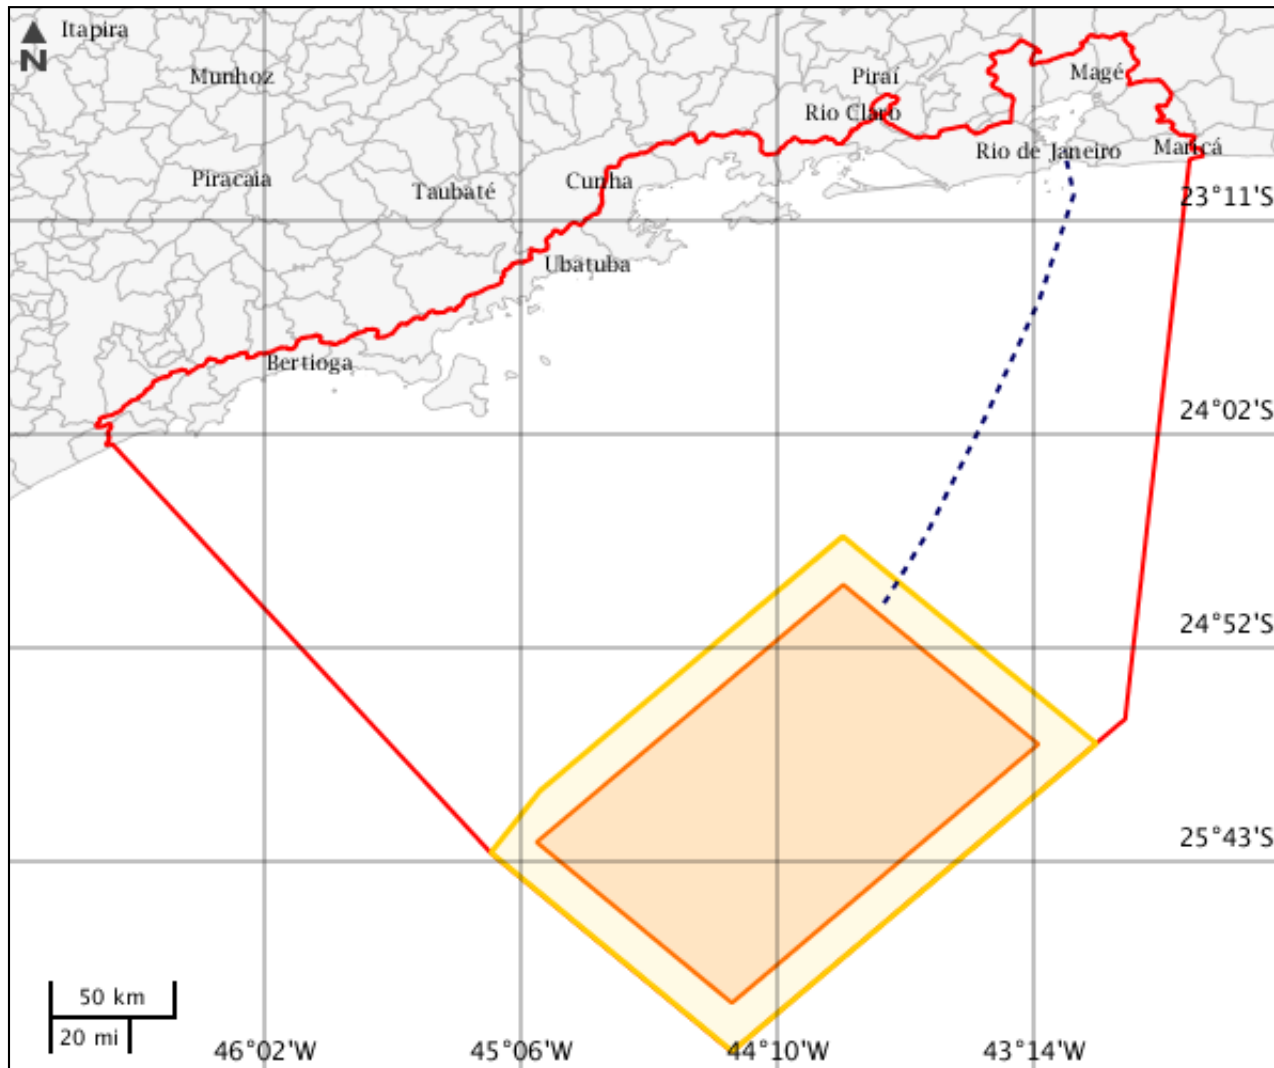 Itapira
N
Munhoz
Piraí
Magé
Rio Claro
Rio de Janeiro
Maricá
Piracaia
Taubaté
Cunha
23°11'S
Ubatuba
Bertioga
24°02'S
24°52'S
25°43'S
50 km
20 mi
46°02'W
45°06'W
44°10'W
43°14'W